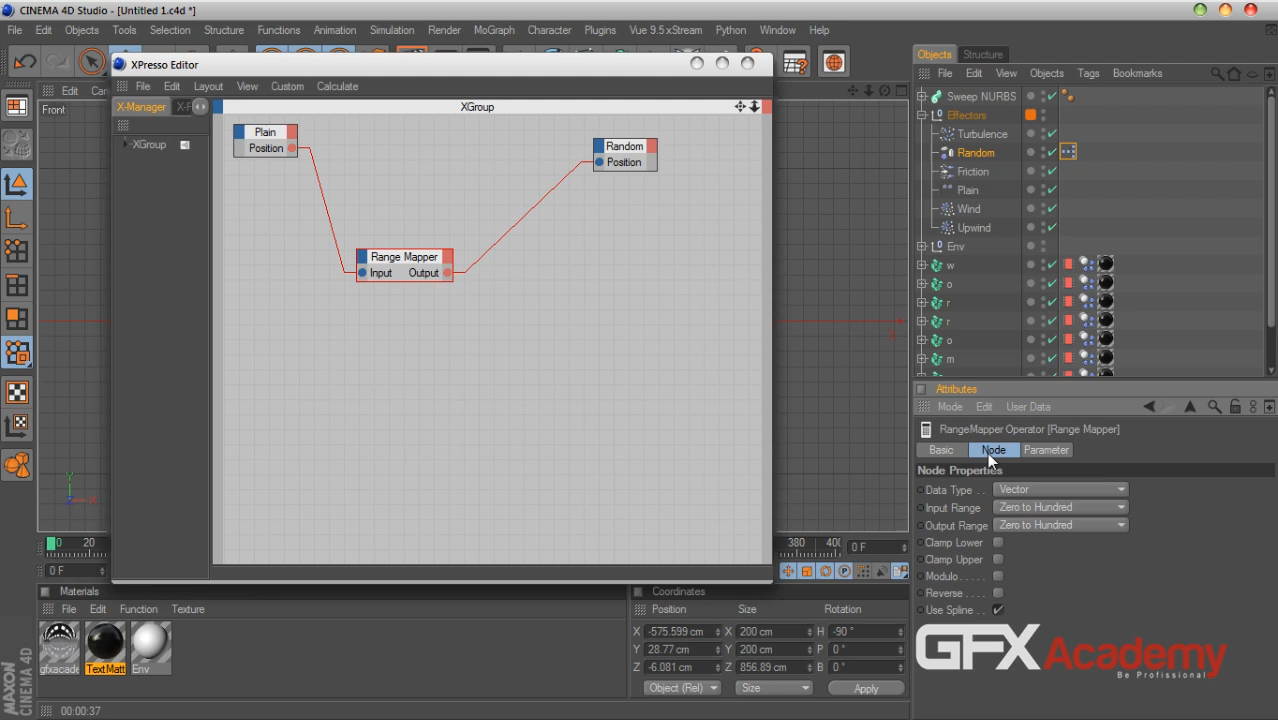 CINEMA 4D Studio - [Untitled 1.c4d *]
File Edit Objects Tools Selection Structure Functions Animation Simulation Render MoGraph Character Plugins Vue 9.5 xStream Python Window Help
XPresso Editor
File Edit Layout View Custom Calculate
X-Manager X-F
XGroup
XGroup
Plain
Position
Random
Position
Range Mapper
Input Output
Edit Can
Front
Y
X
0 20
380 400
0 F
0 F
Objects Structure
File Edit View Objects Tags Bookmarks
Sweep NURBS
Effectors
Turbulence
Random
Friction
Plain
Wind
Upwind
Env
w
o
r
r
o
m
Attributes
Mode Edit User Data
RangeMapper Operator [Range Mapper]
Basic Node Parameter
Node Properties
Data Type . . Vector
Input Range Zero to Hundred
Output Range Zero to Hundred
Clamp Lower
Clamp Upper
Modulo . . . . .
Reverse . . . .
Use Spline . .
GFX Academy
Be Profissional
Materials
File Edit Function Texture
gfxacade TextMatt Env
Coordinates
Position Size Rotation
X -575.599 cm X 200 cm H -90 °
Y 28.77 cm Y 200 cm P 0 °
Z -6.081 cm Z 856.89 cm B 0 °
Object (Rel) Size Apply
MAXON
CINEMA 4D
00:00:37